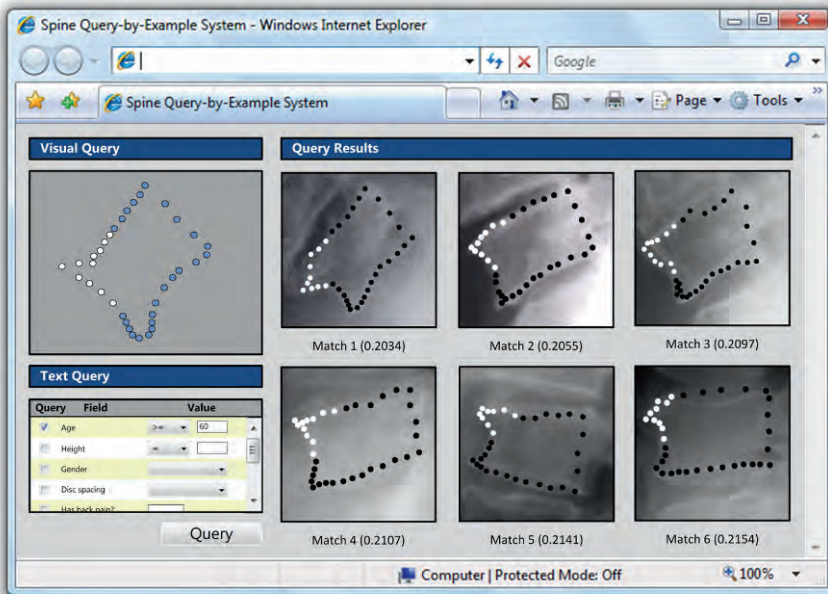 Spine Query-by-Example System - Windows Internet Explorer
Google
Spine Query-by-Example System
Page
Tools
»
Visual Query
Query Results
Match 1 (0.2034)
Match 2 (0.2055)
Match 3 (0.2097)
Text Query
Query Field Value
Age >= 60
Height =
Gender
Disc spacing
Has back pain?
Query
Match 4 (0.2107)
Match 5 (0.2141)
Match 6 (0.2154)
Computer | Protected Mode: Off
100%